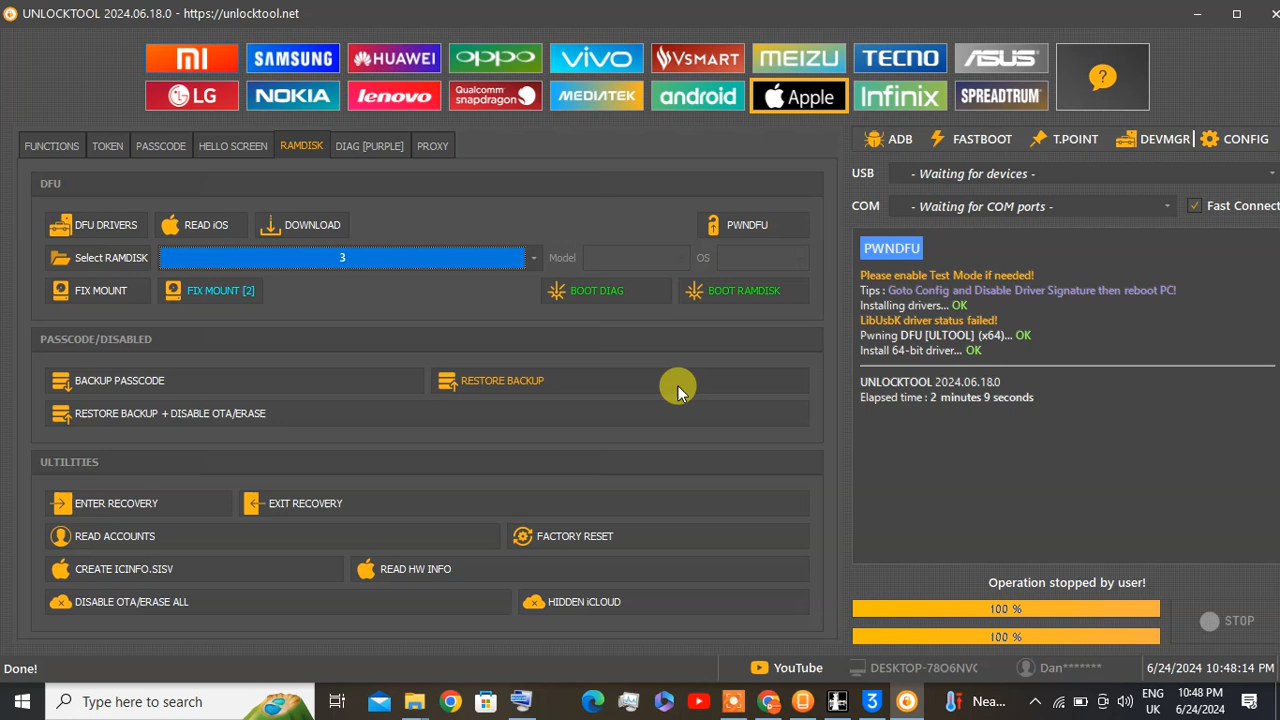 UNLOCKTOOL 2024.06.18.0 - https://unlocktool.net
MI SAMSUNG HUAWEI oppo vivo VSMART MEIZU TECNO ASUS ?
LG NOKIA lenovo Qualcomm snapdragon MEDIATEK android Apple Infinix SPREADTRUM
FUNCTIONS TOKEN PASSCODE HELLO SCREEN RAMDISK DIAG [PURPLE] PROXY
ADB FASTBOOT T.POINT DEVMGR CONFIG
USB - Waiting for devices -
COM - Waiting for COM ports - Fast Connect
DFU
DFU DRIVERS READ iOS DOWNLOAD PWNDFU
Select RAMDISK 3 Model OS
FIX MOUNT FIX MOUNT [2] BOOT DIAG BOOT RAMDISK
PASSCODE/DISABLED
BACKUP PASSCODE RESTORE BACKUP
RESTORE BACKUP + DISABLE OTA/ERASE
ULTILITIES
ENTER RECOVERY EXIT RECOVERY
READ ACCOUNTS FACTORY RESET
CREATE ICINFO.SISV READ HW INFO
DISABLE OTA/ERASE ALL HIDDEN iCLOUD
PWNDFU
Please enable Test Mode if needed!
Tips : Goto Config and Disable Driver Signature then reboot PC!
Installing drivers... OK
LibUsbK driver status failed!
Pwning DFU [ULTOOL] (x64)... OK
Install 64-bit driver... OK
UNLOCKTOOL 2024.06.18.0
Elapsed time : 2 minutes 9 seconds
Operation stopped by user!
100 %
100 %
STOP
Done! YouTube DESKTOP-78O6NVC Dan******* 6/24/2024 10:48:14 PM
Type here to search 3 Nea... ENG UK 10:48 PM 6/24/2024